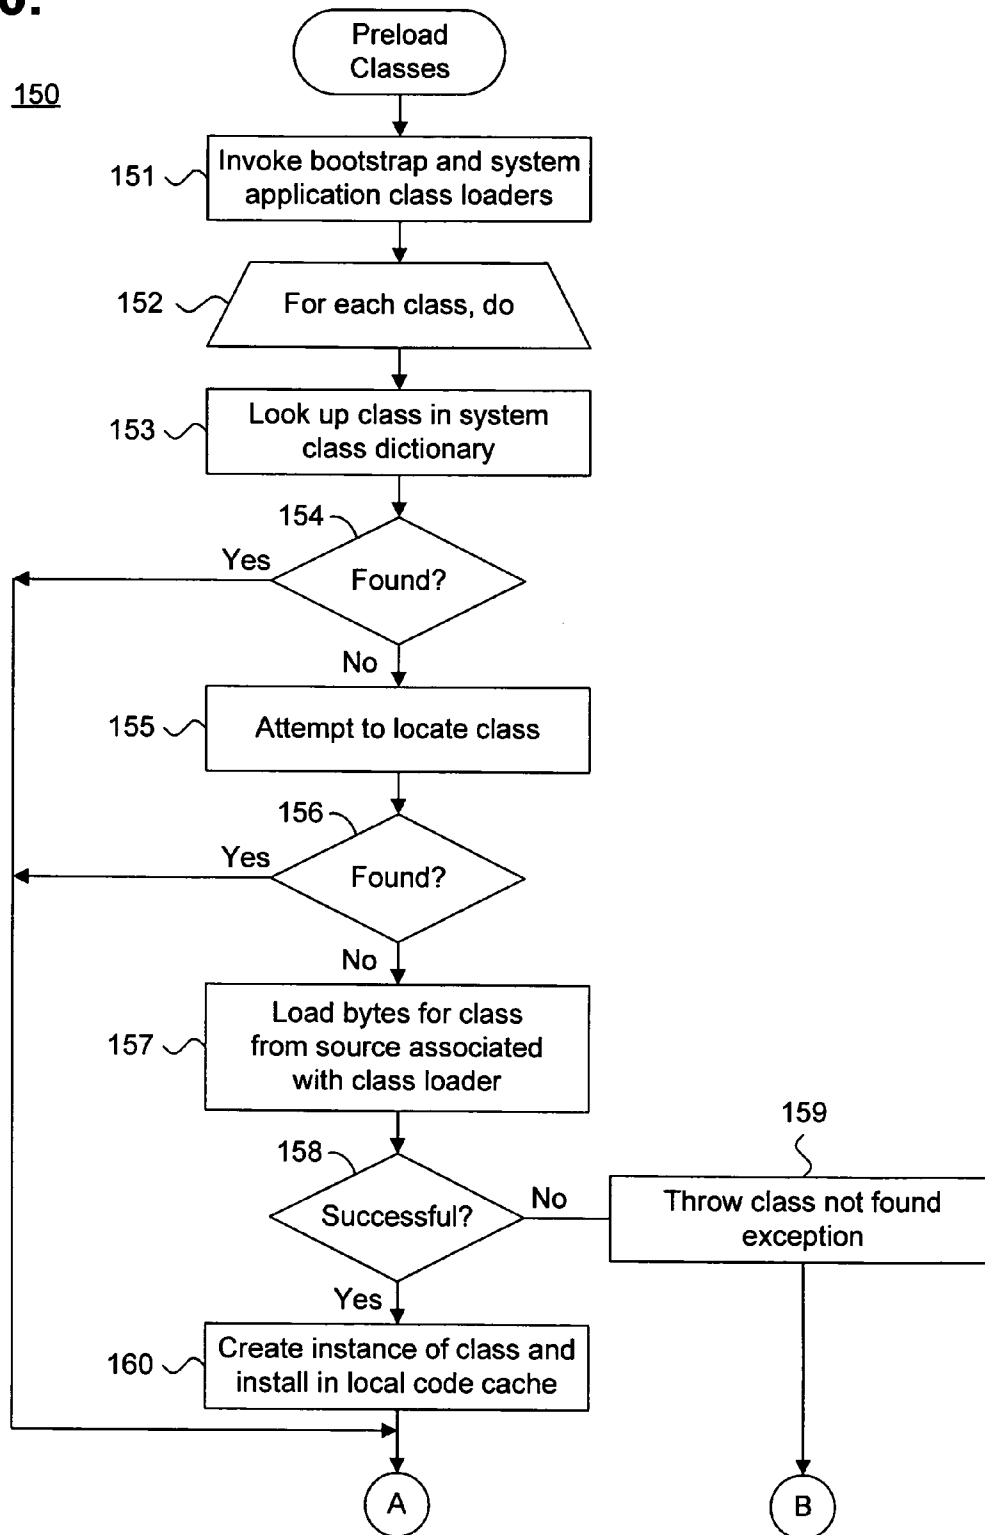 150
Preload
Classes
151
Invoke bootstrap and system
application class loaders
152
For each class, do
153
Look up class in system
class dictionary
154
Yes
Found?
No
155
Attempt to locate class
156
Yes
Found?
No
157
Load bytes for class
from source associated
with class loader
158
Successful?
No
159
Throw class not found
exception
Yes
160
Create instance of class and
install in local code cache
A
B